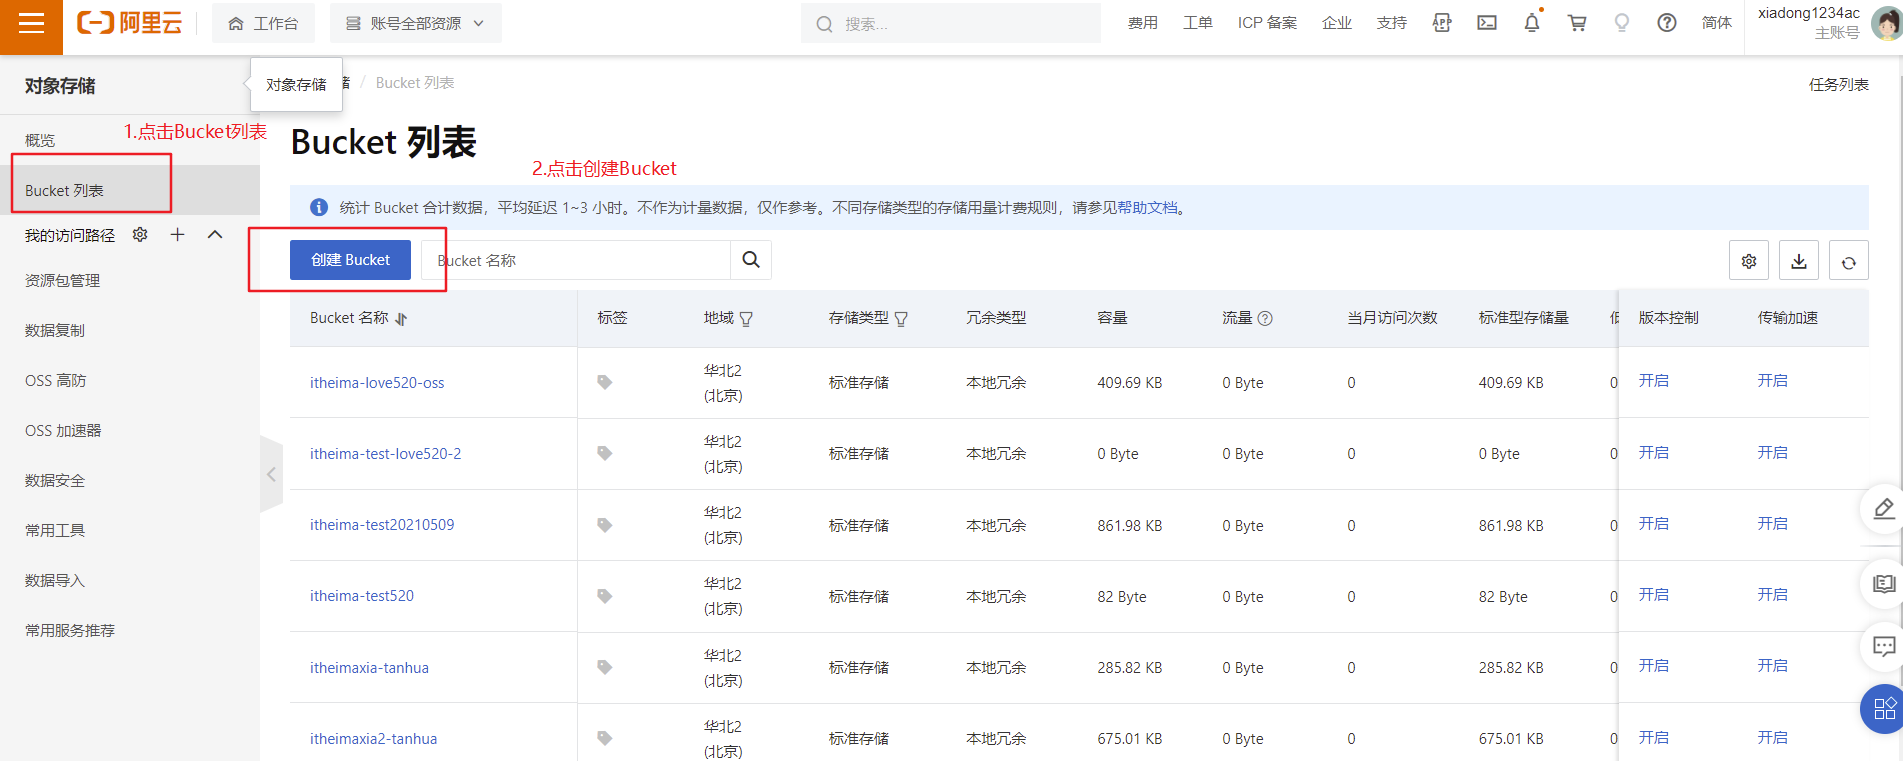 阿里云
工作台
账号全部资源
搜索...
费用
工单
ICP 备案
企业
支持
APP
简体
xiadong1234ac
主账号
对象存储
概览
1.点击Bucket列表
Bucket 列表
我的访问路径
资源包管理
数据复制
OSS 高防
OSS 加速器
数据安全
常用工具
数据导入
常用服务推荐
对象存储
储 / Bucket 列表
任务列表
Bucket 列表
2.点击创建Bucket
统计 Bucket 合计数据，平均延迟 1~3 小时。不作为计量数据，仅作参考。不同存储类型的存储用量计费规则，请参见帮助文档。
创建 Bucket
Bucket 名称
Bucket 名称 标签 地域 存储类型 冗余类型 容量 流量 当月访问次数 标准型存储量 版本控制 传输加速
itheima-love520-oss 华北2 (北京) 标准存储 本地冗余 409.69 KB 0 Byte 0 409.69 KB 0 开启 开启
itheima-test-love520-2 华北2 (北京) 标准存储 本地冗余 0 Byte 0 Byte 0 0 Byte 0 开启 开启
itheima-test20210509 华北2 (北京) 标准存储 本地冗余 861.98 KB 0 Byte 0 861.98 KB 0 开启 开启
itheima-test520 华北2 (北京) 标准存储 本地冗余 82 Byte 0 Byte 0 82 Byte 0 开启 开启
itheimaxia-tanhua 华北2 (北京) 标准存储 本地冗余 285.82 KB 0 Byte 0 285.82 KB 0 开启 开启
itheimaxia2-tanhua 华北2 (北京) 标准存储 本地冗余 675.01 KB 0 Byte 0 675.01 KB 0 开启 开启